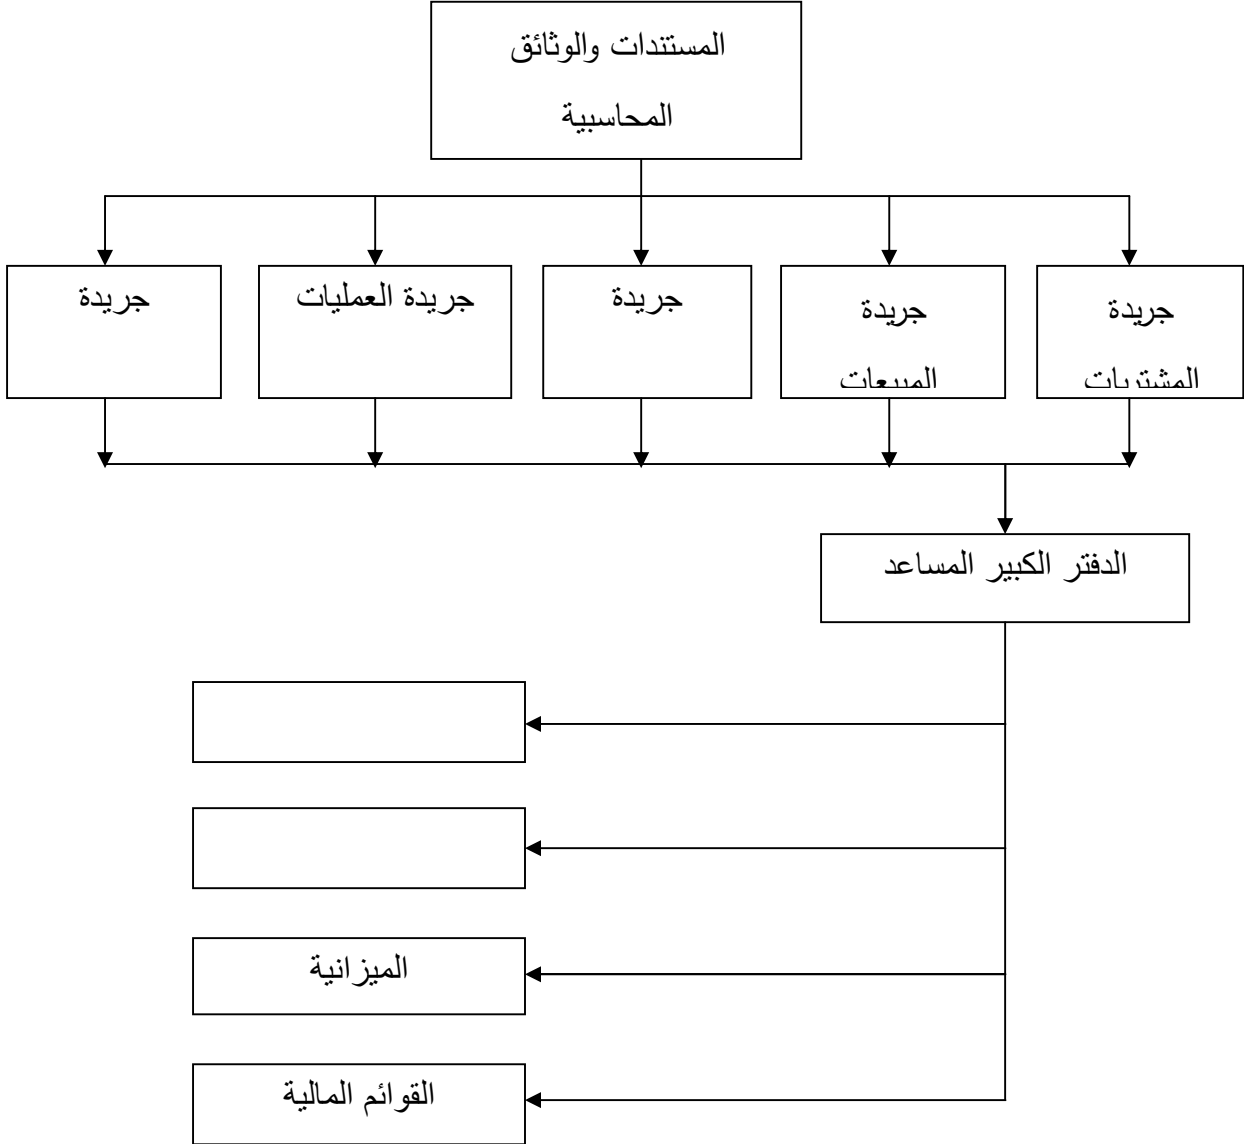 المستندات والوثائق
المحاسبية
جريدة
المشتريات
جريدة
المبيعات
جريدة
جريدة العمليات
جريدة
الدفتر الكبير المساعد
الميزانية
القوائم المالية